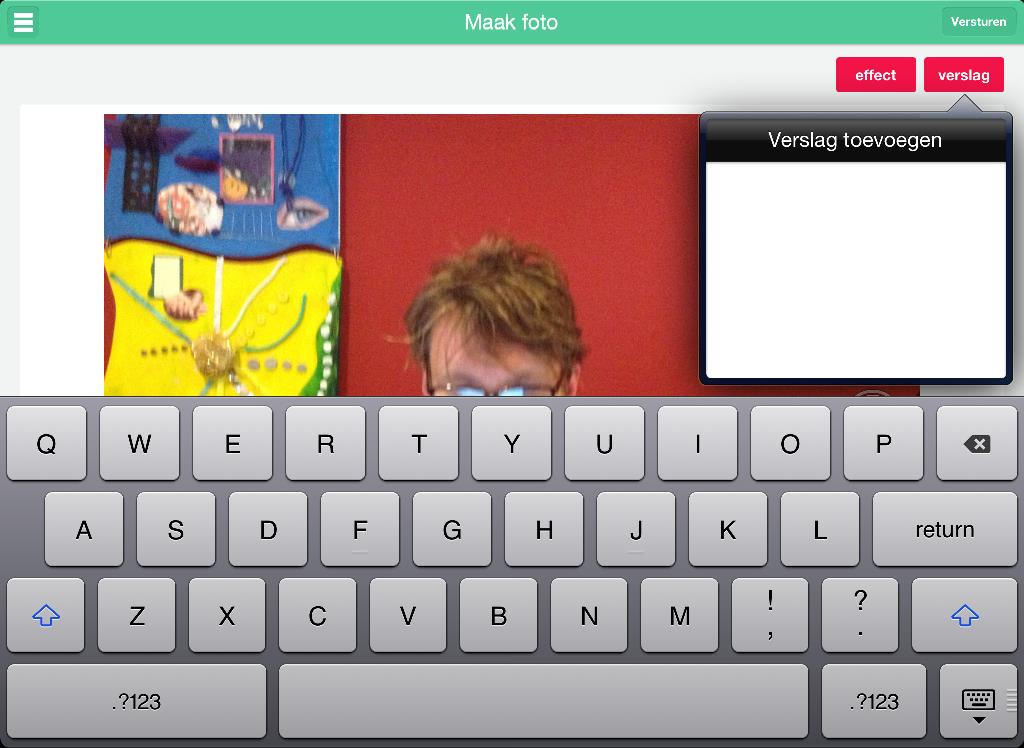 Maak foto
Versturen
effect
verslag
Verslag toevoegen
Q W E R T Y U I O P
A S D F G H J K L return
Z X C V B N M ! , ? .
.?123 .?123